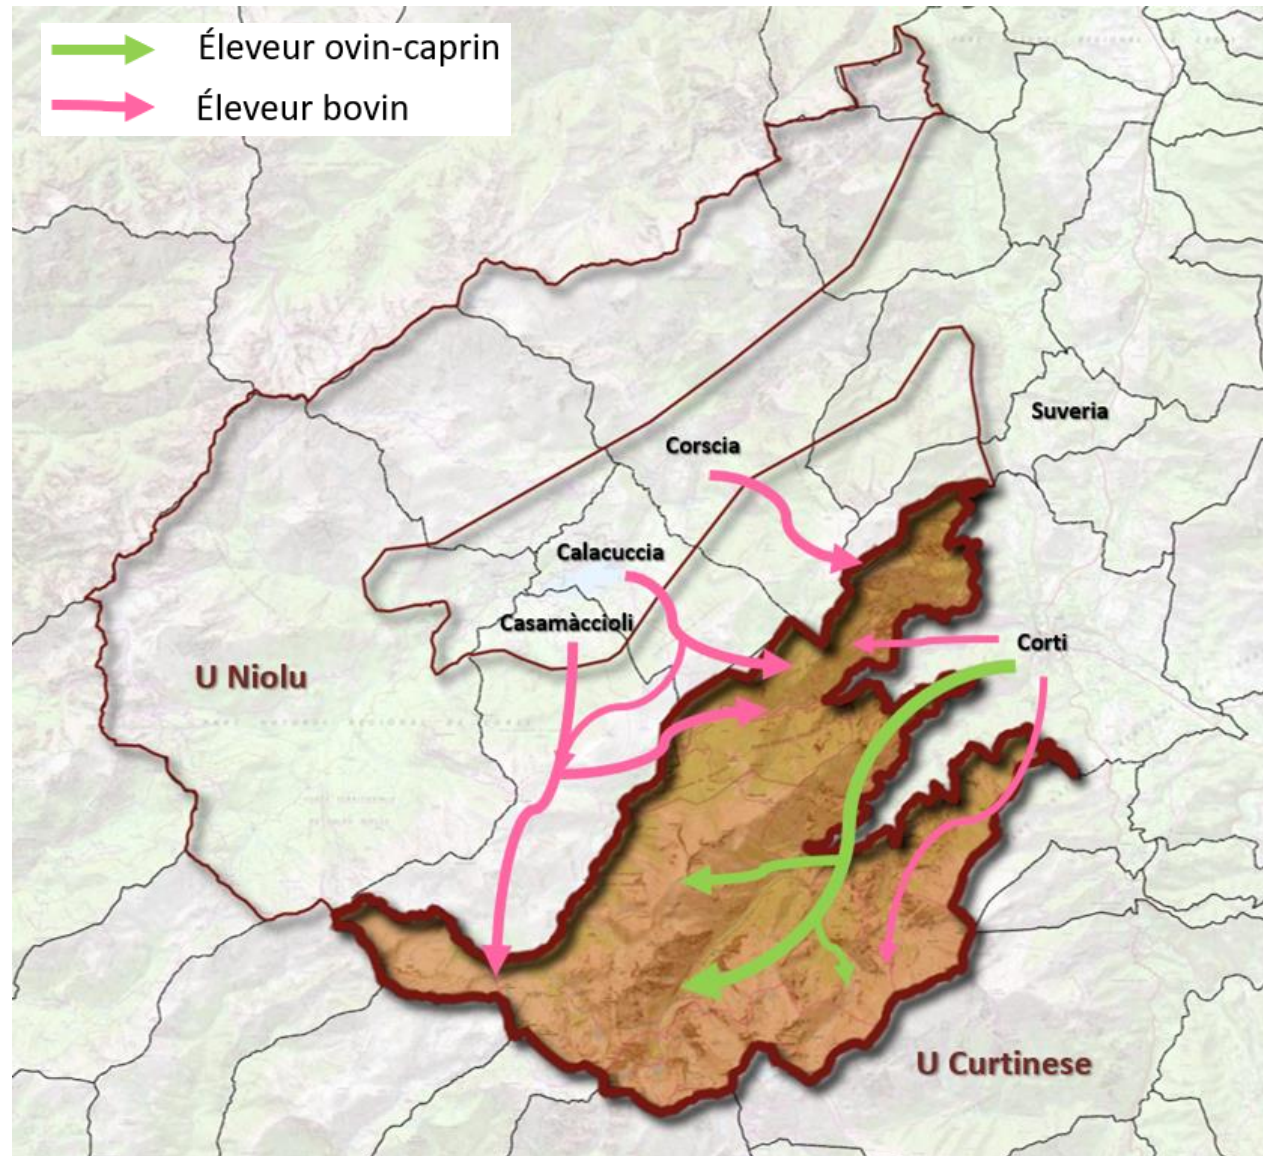 Éleveur ovin-caprin
Éleveur bovin
Suveria
Corscia
Calacuccia
Casamàccioli
Corti
U Niolu
U Curtinese